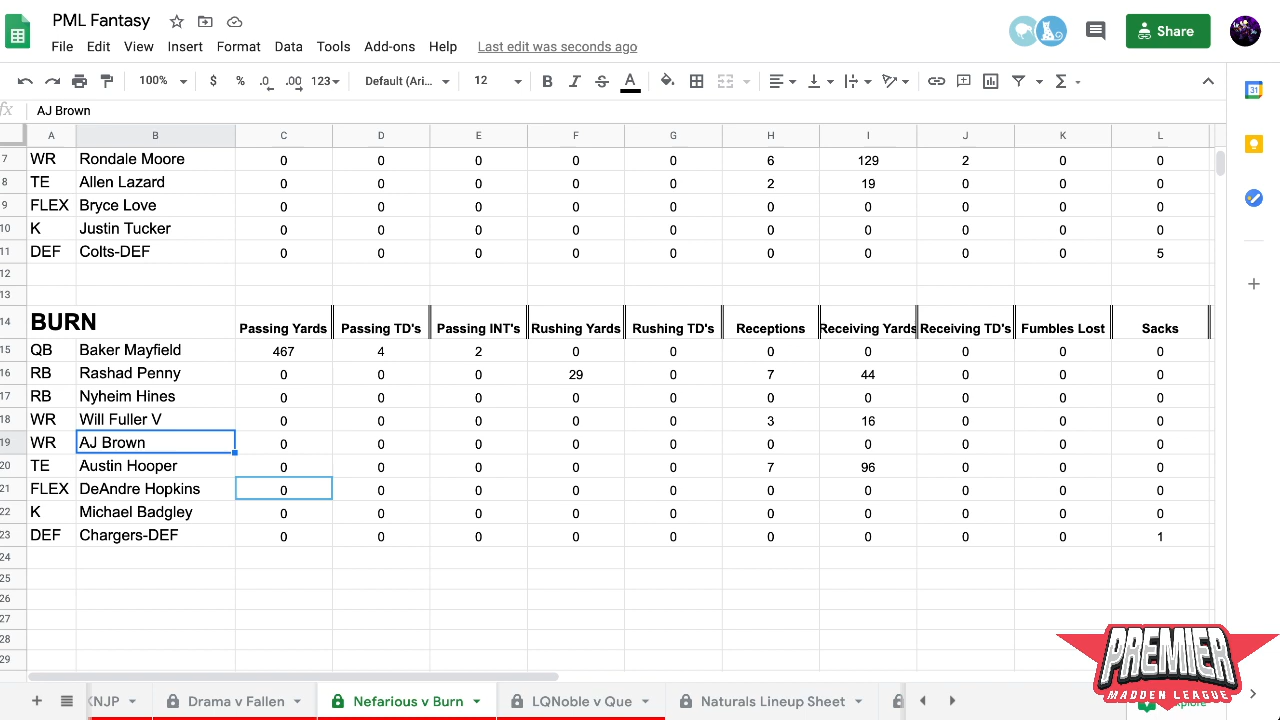 PML Fantasy
File Edit View Insert Format Data Tools Add-ons Help Last edit was seconds ago
Share
100% $ % .0 .00 123 Default (Ari... 12 B I S A
fx AJ Brown
A B C D E F G H I J K L
7 WR Rondale Moore 0 0 0 0 0 6 129 2 0 0
8 TE Allen Lazard 0 0 0 0 0 2 19 0 0 0
9 FLEX Bryce Love 0 0 0 0 0 0 0 0 0 0
10 K Justin Tucker 0 0 0 0 0 0 0 0 0 0
11 DEF Colts-DEF 0 0 0 0 0 0 0 0 0 5
12
13
14 BURN Passing Yards Passing TD's Passing INT's Rushing Yards Rushing TD's Receptions Receiving Yards Receiving TD's Fumbles Lost Sacks
15 QB Baker Mayfield 467 4 2 0 0 0 0 0 0 0
16 RB Rashad Penny 0 0 0 29 0 7 44 0 0 0
17 RB Nyheim Hines 0 0 0 0 0 0 0 0 0 0
18 WR Will Fuller V 0 0 0 0 0 3 16 0 0 0
19 WR AJ Brown 0 0 0 0 0 0 0 0 0 0
20 TE Austin Hooper 0 0 0 0 0 7 96 0 0 0
21 FLEX DeAndre Hopkins 0 0 0 0 0 0 0 0 0 0
22 K Michael Badgley 0 0 0 0 0 0 0 0 0 0
23 DEF Chargers-DEF 0 0 0 0 0 0 0 0 0 1
24
25
26
27
28
29
31
PREMIER
MADDEN LEAGUE
NJP Drama v Fallen Nefarious v Burn LQNoble v Que Naturals Lineup Sheet